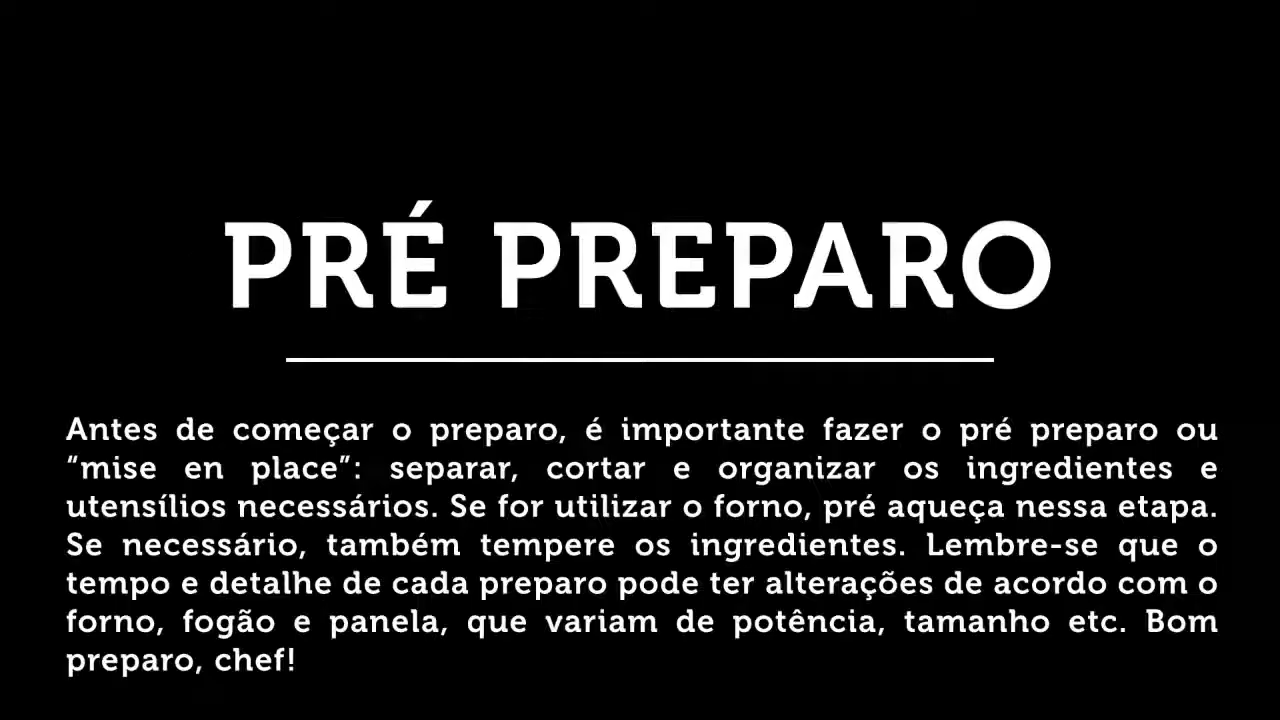 PRÉ PREPARO
Antes de começar o preparo, é importante fazer o pré preparo ou
“mise en place”: separar, cortar e organizar os ingredientes e
utensílios necessários. Se for utilizar o forno, pré aqueça nessa etapa.
Se necessário, também tempere os ingredientes. Lembre-se que o
tempo e detalhe de cada preparo pode ter alterações de acordo com o
forno, fogão e panela, que variam de potência, tamanho etc. Bom
preparo, chef!